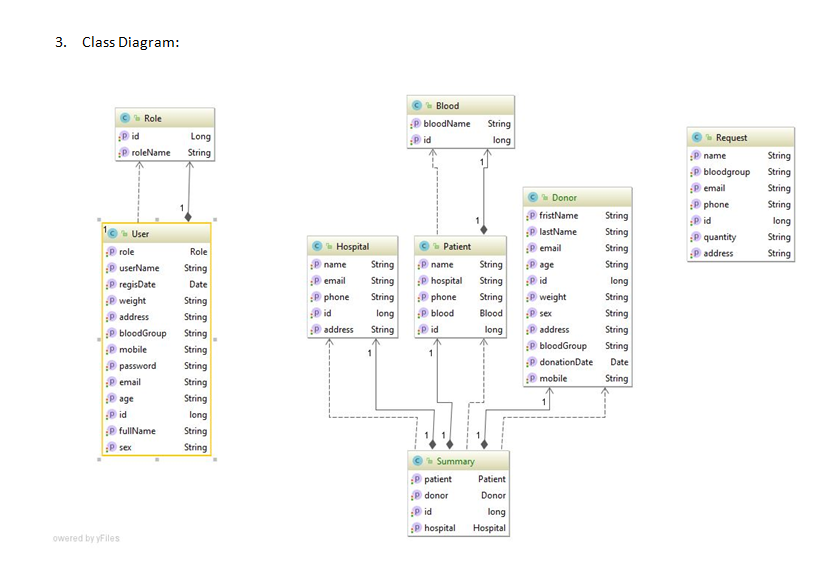 3. Class Diagram:
Role
id Long
roleName String
1
1
User
role Role
userName String
regisDate Date
weight String
address String
bloodGroup String
mobile String
password String
email String
age String
id long
fullName String
sex String
Blood
bloodName String
id long
1
1
Hospital
name String
email String
phone String
id long
address String
Patient
name String
hospital String
phone String
blood Blood
id long
Donor
fristName String
lastName String
email String
age String
id long
weight String
sex String
address String
bloodGroup String
donationDate Date
mobile String
Request
name String
bloodgroup String
email String
phone String
id long
quantity String
address String
1
1
1
1
1
1
Summary
patient Patient
donor Donor
id long
hospital Hospital
owered by yFiles